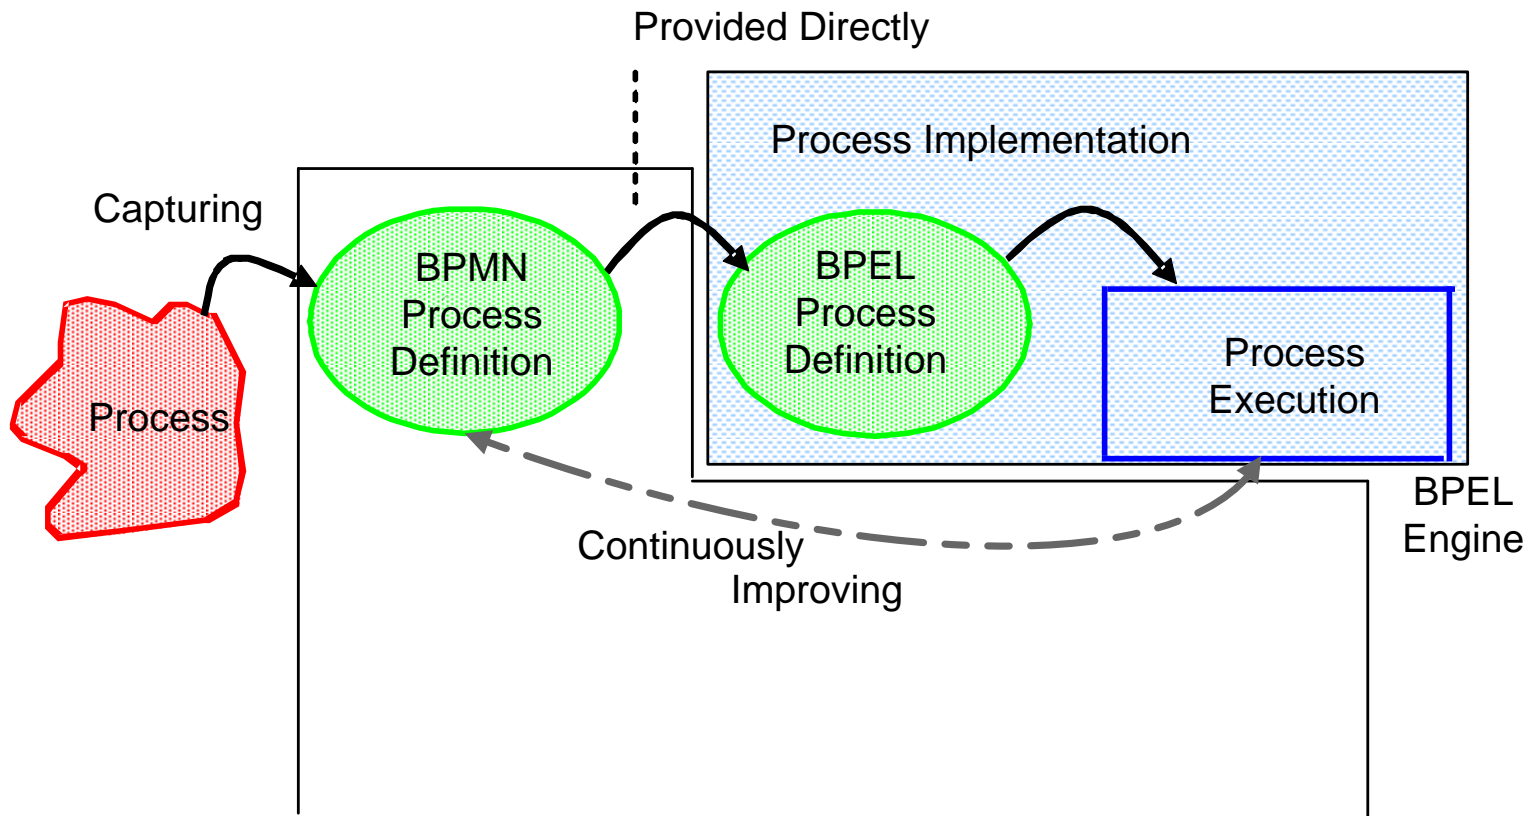 Provided Directly
Process Implementation
Capturing
BPMN
Process
Definition
BPEL
Process
Definition
Process
Execution
Process
BPEL
Engine
Continuously
Improving